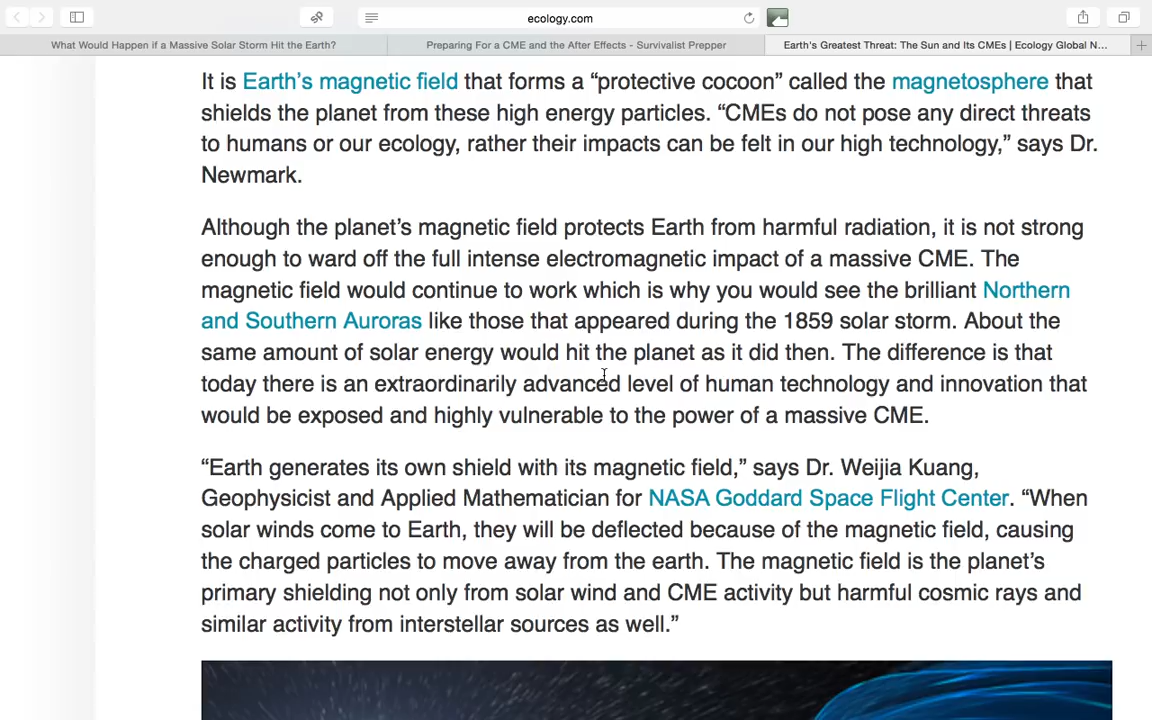 ecology.com
What Would Happen if a Massive Solar Storm Hit the Earth?
Preparing For a CME and the After Effects - Survivalist Prepper
Earth's Greatest Threat: The Sun and Its CMEs | Ecology Global N...
It is Earth’s magnetic field that forms a “protective cocoon” called the magnetosphere that
shields the planet from these high energy particles. “CMEs do not pose any direct threats
to humans or our ecology, rather their impacts can be felt in our high technology,” says Dr.
Newmark.
Although the planet’s magnetic field protects Earth from harmful radiation, it is not strong
enough to ward off the full intense electromagnetic impact of a massive CME. The
magnetic field would continue to work which is why you would see the brilliant Northern
and Southern Auroras like those that appeared during the 1859 solar storm. About the
same amount of solar energy would hit the planet as it did then. The difference is that
today there is an extraordinarily advanced level of human technology and innovation that
would be exposed and highly vulnerable to the power of a massive CME.
“Earth generates its own shield with its magnetic field,” says Dr. Weijia Kuang,
Geophysicist and Applied Mathematician for NASA Goddard Space Flight Center. “When
solar winds come to Earth, they will be deflected because of the magnetic field, causing
the charged particles to move away from the earth. The magnetic field is the planet’s
primary shielding not only from solar wind and CME activity but harmful cosmic rays and
similar activity from interstellar sources as well.”